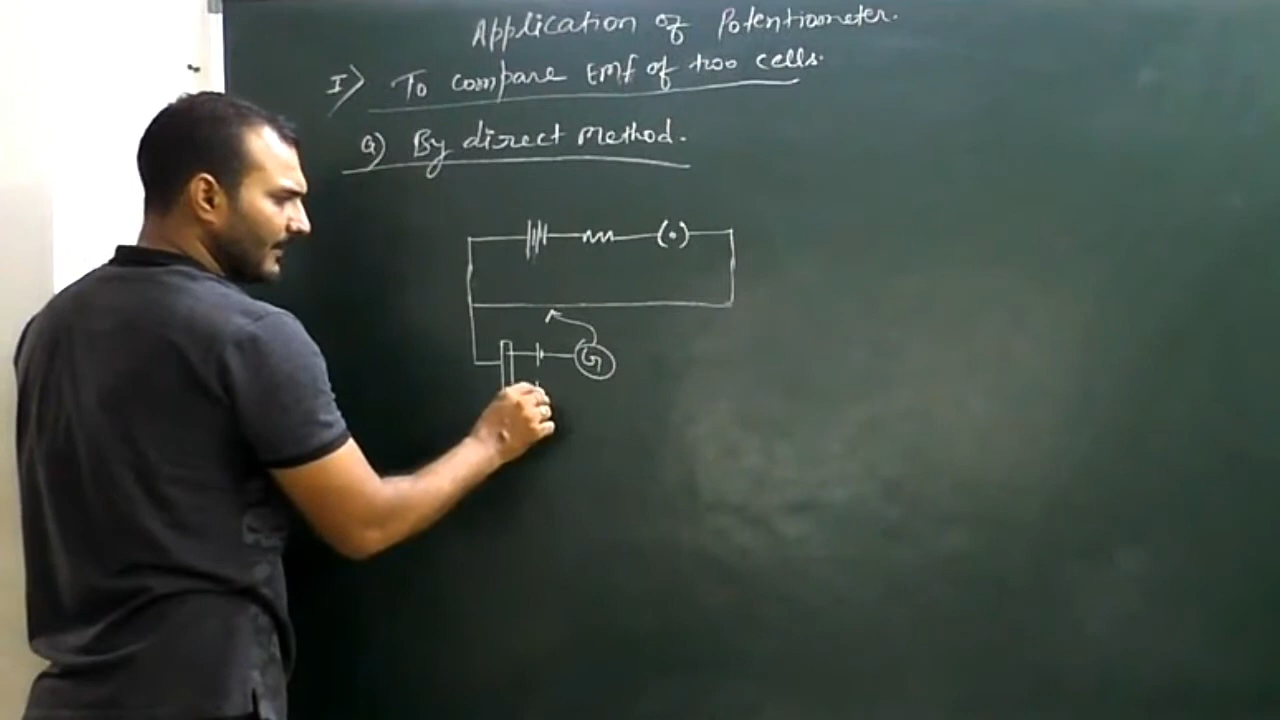 Application of Potentiometer.
I) To compare EMf of two cells.
a) By direct Method.
G